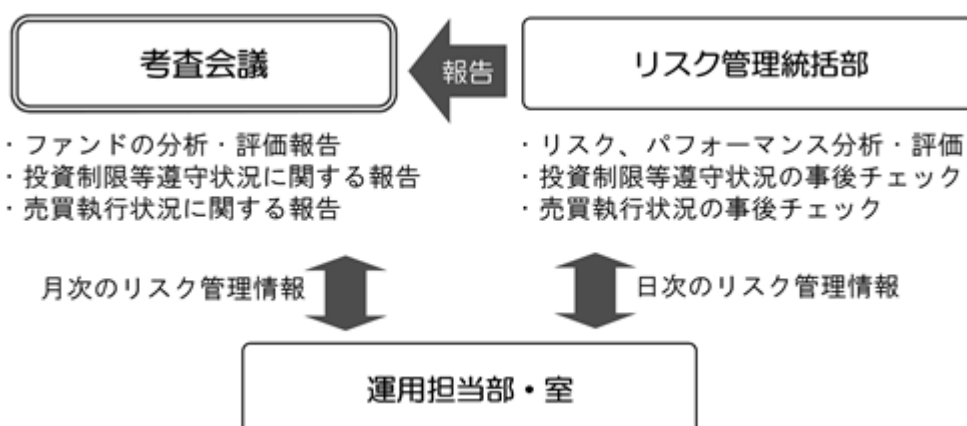 考査会議
報告
リスク管理統括部
・ファンドの分析・評価報告
・投資制限等遵守状況に関する報告
・売買執行状況に関する報告
・リスク、パフォーマンス分析・評価
・投資制限等遵守状況の事後チェック
・売買執行状況の事後チェック
月次のリスク管理情報
日次のリスク管理情報
運用担当部・室